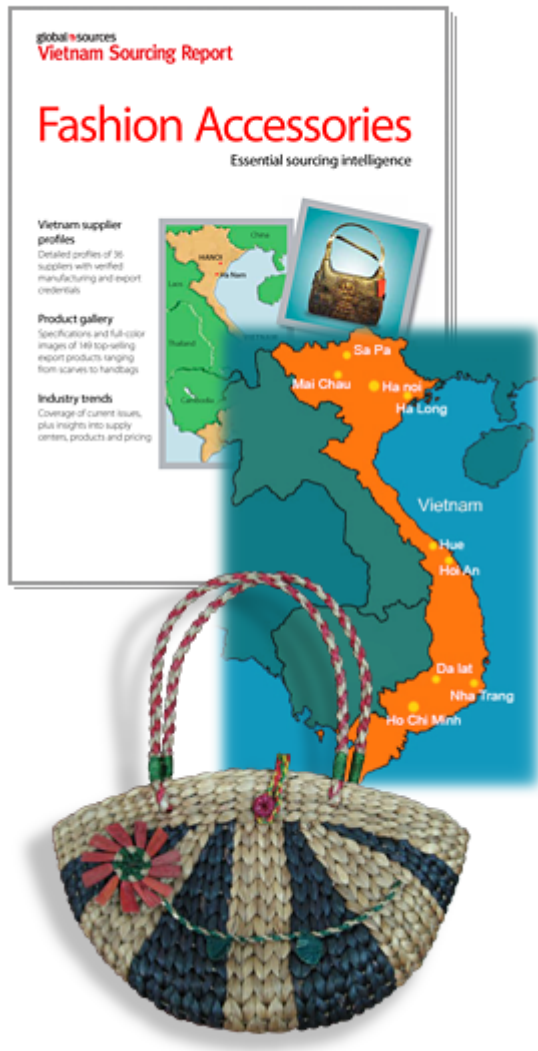 global sources
Vietnam Sourcing Report
Fashion Accessories
Essential sourcing intelligence
Vietnam supplier
profiles
Detailed profiles of 36
suppliers with verified
manufacturing and export
credentials
Product gallery
Specifications and full-color
images of 149 top-selling
export products ranging
from scarves to handbags
Industry trends
Coverage of current issues,
plus insights into supply
centers, products and pricing
China
HANOI
Ha Nam
Laos
Thailand
Cambodia
Sa Pa
Mai Chau
Ha noi
Ha Long
Vietnam
Hue
Hoi An
Da lat
Nha Trang
Ho Chi Minh